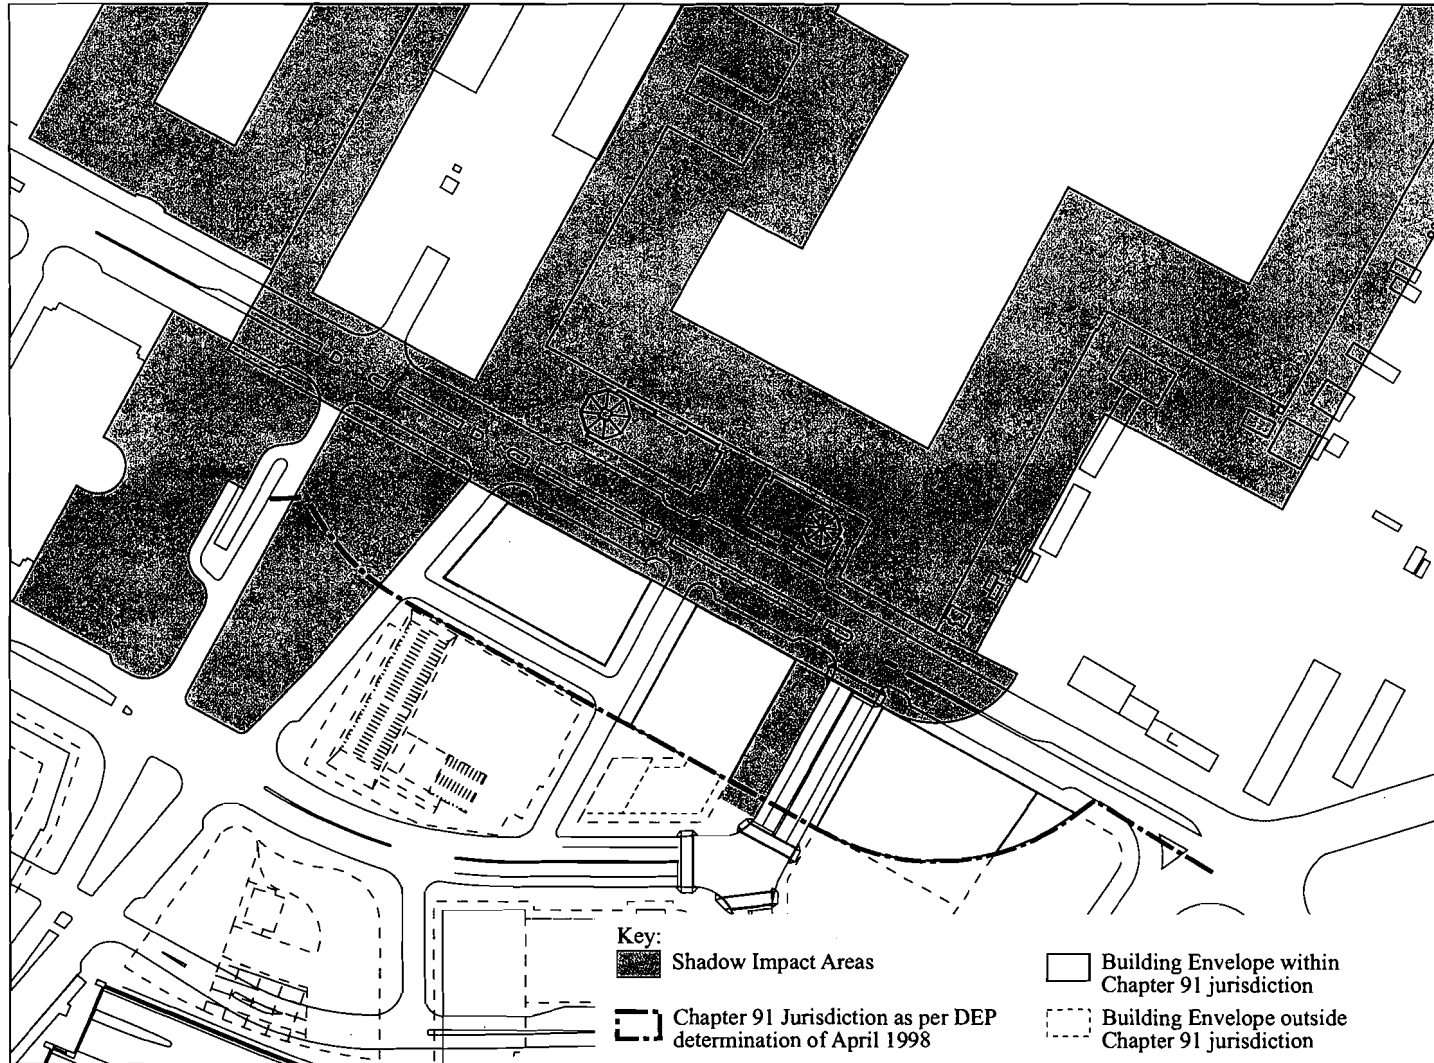 Key:
Shadow Impact Areas
Chapter 91 Jurisdiction as per DEP
determination of April 1998
Building Envelope within
Chapter 91 jurisdiction
Building Envelope outside
Chapter 91 jurisdiction